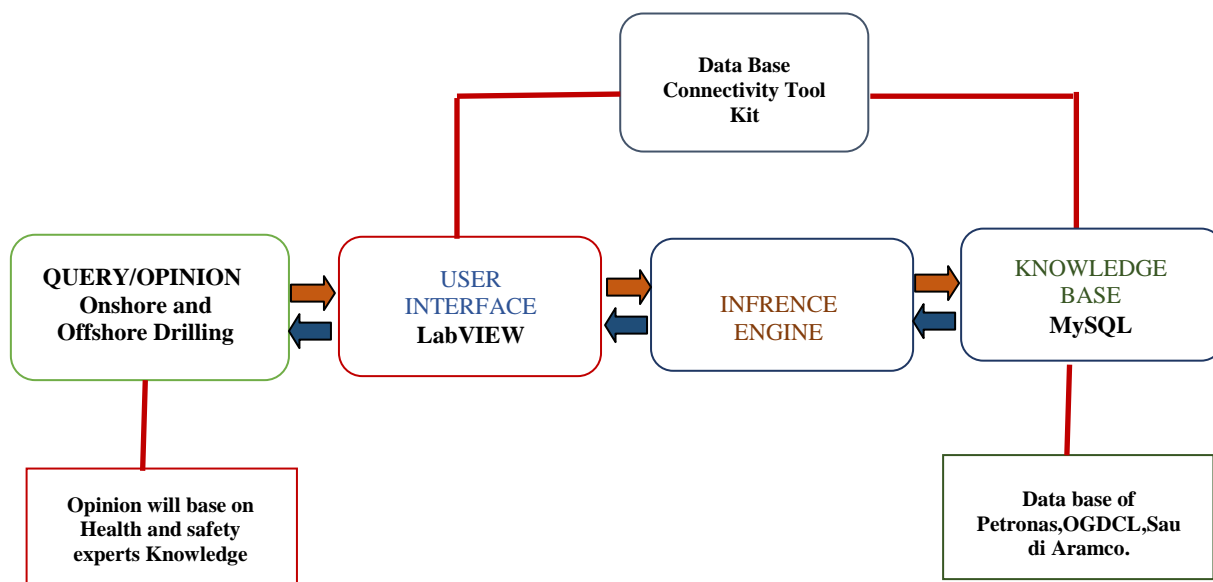 Data Base
Connectivity Tool
Kit
QUERY/OPINION
Onshore and
Offshore Drilling
USER
INTERFACE
LabVIEW
INFRENCE
ENGINE
KNOWLEDGE
BASE
MySQL
Opinion will base on
Health and safety
experts Knowledge
Data base of
Petronas,OGDCL,Sau
di Aramco.